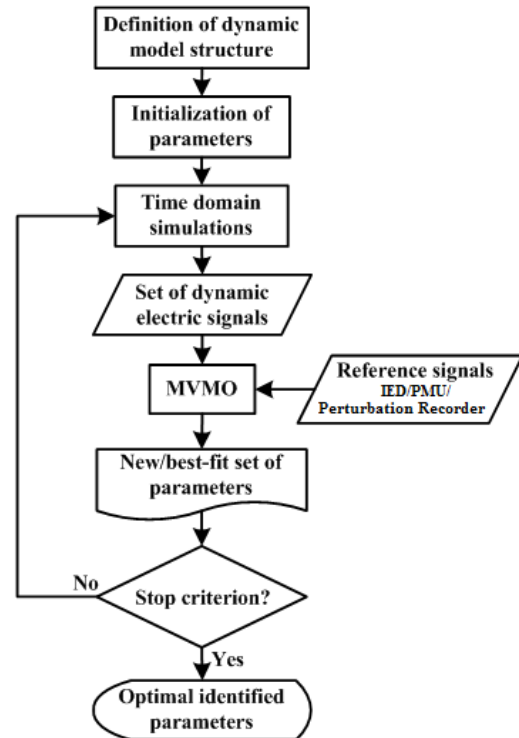 Definition of dynamic
model structure
Initialization of
parameters
Time domain
simulations
Set of dynamic
electric signals
MVMO
Reference signals
IED/PMU/
Perturbation Recorder
New/best-fit set of
parameters
No
Stop criterion?
Yes
Optimal identified
parameters